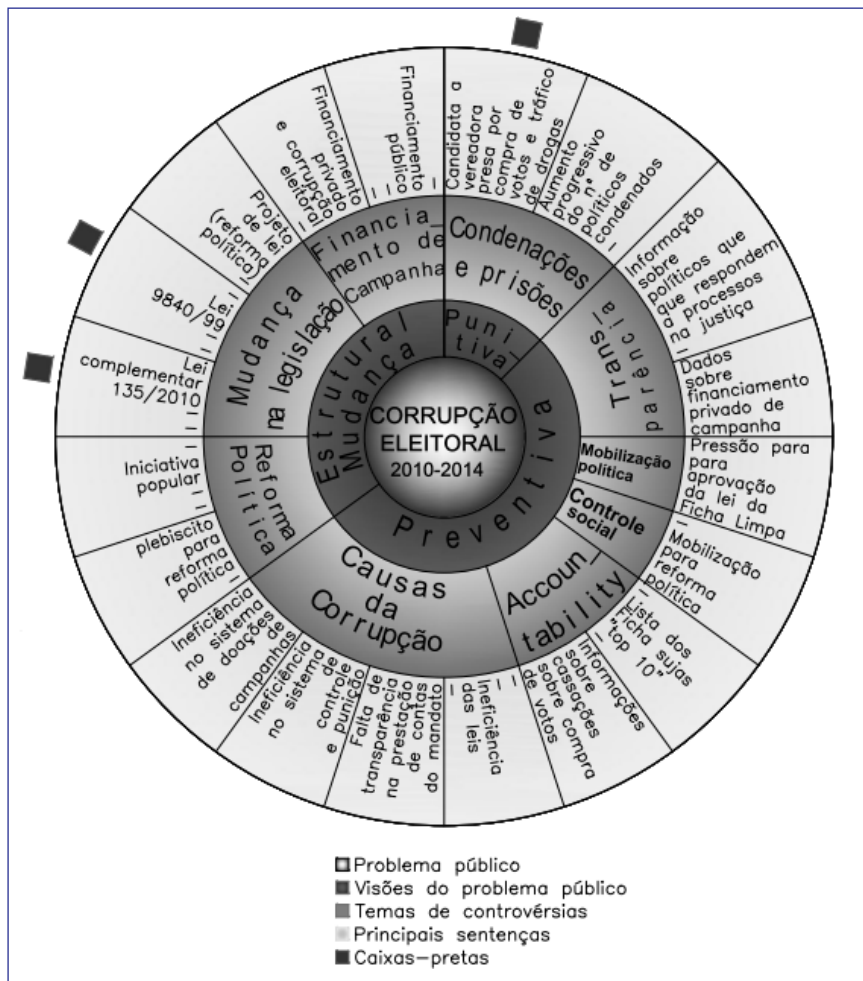 CORRUPÇÃO
ELEITORAL
2010-2014
Puni-
tiva
Preventiva
Estrutural
Mudança
Condenações
e prisões
Trans-
parência
Mobilização
política
Controle
social
Accoun-
tability
Causas
da
Corrupção
Reforma
Política
Mudança
na legislação
Financia-
mento de
Campanha
Candidata a
vereadora
presa por
compra de
votos e tráfico
de drogas
Aumento
progressivo
do nº de
políticos
condenados
Informação
sobre
políticos que
que respondem
a processos
na justiça
Dados
sobre
financiamento
privado de
campanha
Pressão para
para
aprovação
da lei da
Ficha Limpa
Mobilização
para
reforma
política
Lista dos
"Ficha sujas
"top 10"
Informações
sobre
cassações
sobre compra
de votos
Ineficiência
das leis
Falta de
transparência
na prestação
de contas
do mandato
Ineficiência
no sistema
de
controle
e punição
Ineficiência
no sistema
de doações
de
campanhas
plebiscito
para
reforma
política
Iniciativa
popular
Lei
complementar
135/2010
Lei
9840/99
Projeto
de lei
(reforma
política)
Financiamento
privado
e corrupção
eleitoral
Financiamento
público
Problema público
Visões do problema público
Temas de controvérsias
Principais sentenças
Caixas-pretas